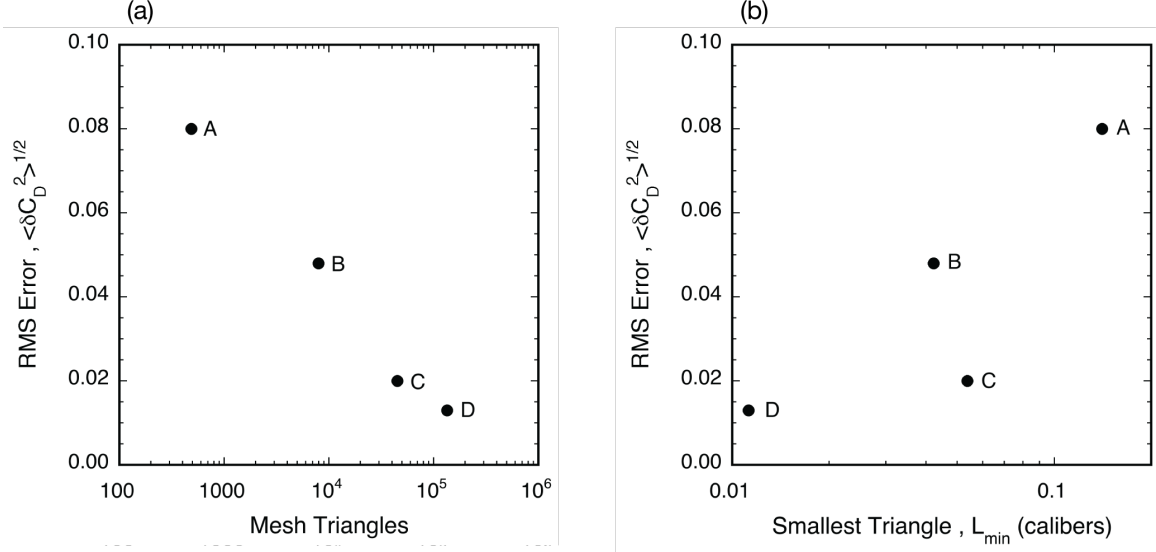 (a)
0.10
0.08
0.06
0.04
0.02
0.00
RMS Error , <δC_D^2>^1/2
A
B
C
D
100 1000 10^4 10^5 10^6
Mesh Triangles
(b)
0.10
0.08
0.06
0.04
0.02
0.00
RMS Error , <δC_D^2>^1/2
A
B
C
D
0.01 0.1
Smallest Triangle , L_min (calibers)